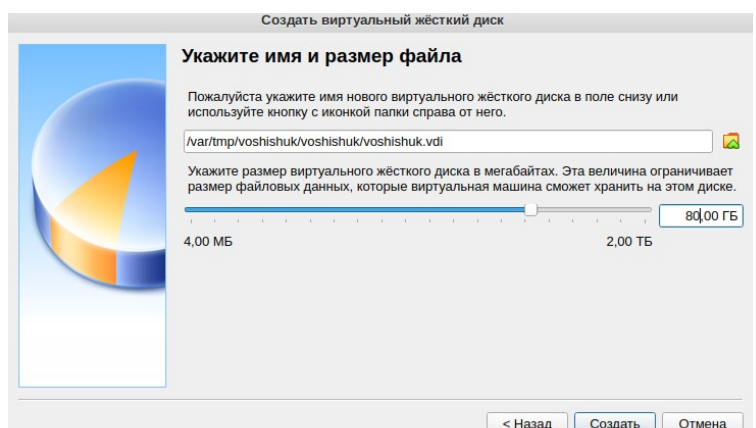 Создать виртуальный жёсткий диск
Укажите имя и размер файла
Пожалуйста укажите имя нового виртуального жёсткого диска в поле снизу или
используйте кнопку с иконкой папки справа от него.
/var/tmp/voshishuk/voshishuk/voshishuk.vdi
Укажите размер виртуального жёсткого диска в мегабайтах. Эта величина ограничивает
размер файловых данных, которые виртуальная машина сможет хранить на этом диске.
80,00 ГБ
4,00 МБ 2,00 ТБ
< Назад Создать Отмена